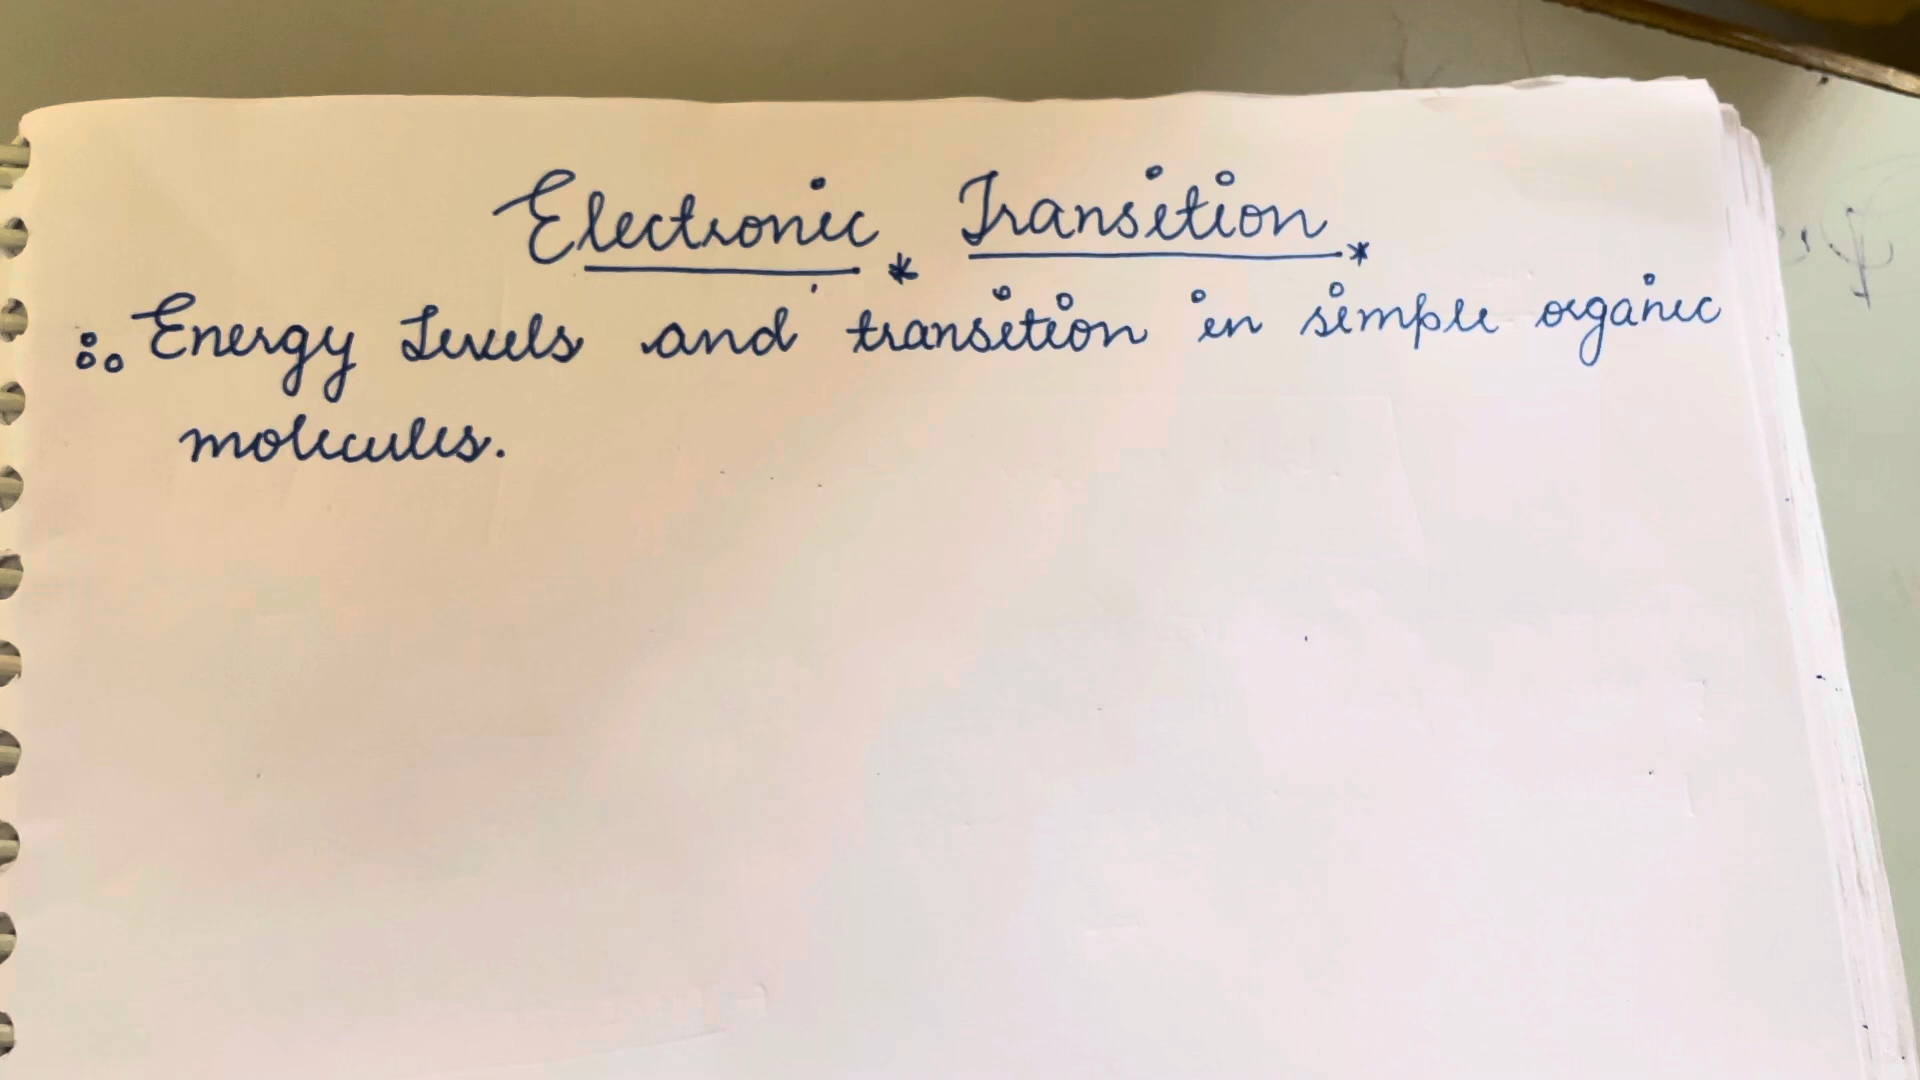 Electronic Transition
Energy Levels and transition in simple organic
molecules.